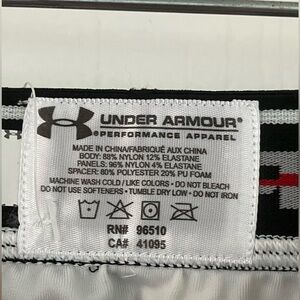 UNDER ARMOUR®
®PERFORMANCE APPAREL
MADE IN CHINA/FABRIQUÉ AUX CHINA
BODY: 88% NYLON 12% ELASTANE
PANELS: 96% NYLON 4% ELASTANE
SPACER: 80% POLYESTER 20% PU FOAM
MACHINE WASH COLD / LIKE COLORS • DO NOT BLEACH
DO NOT USE SOFTENERS • TUMBLE DRY LOW • DO NOT IRON
RN# 96510
CA# 41095